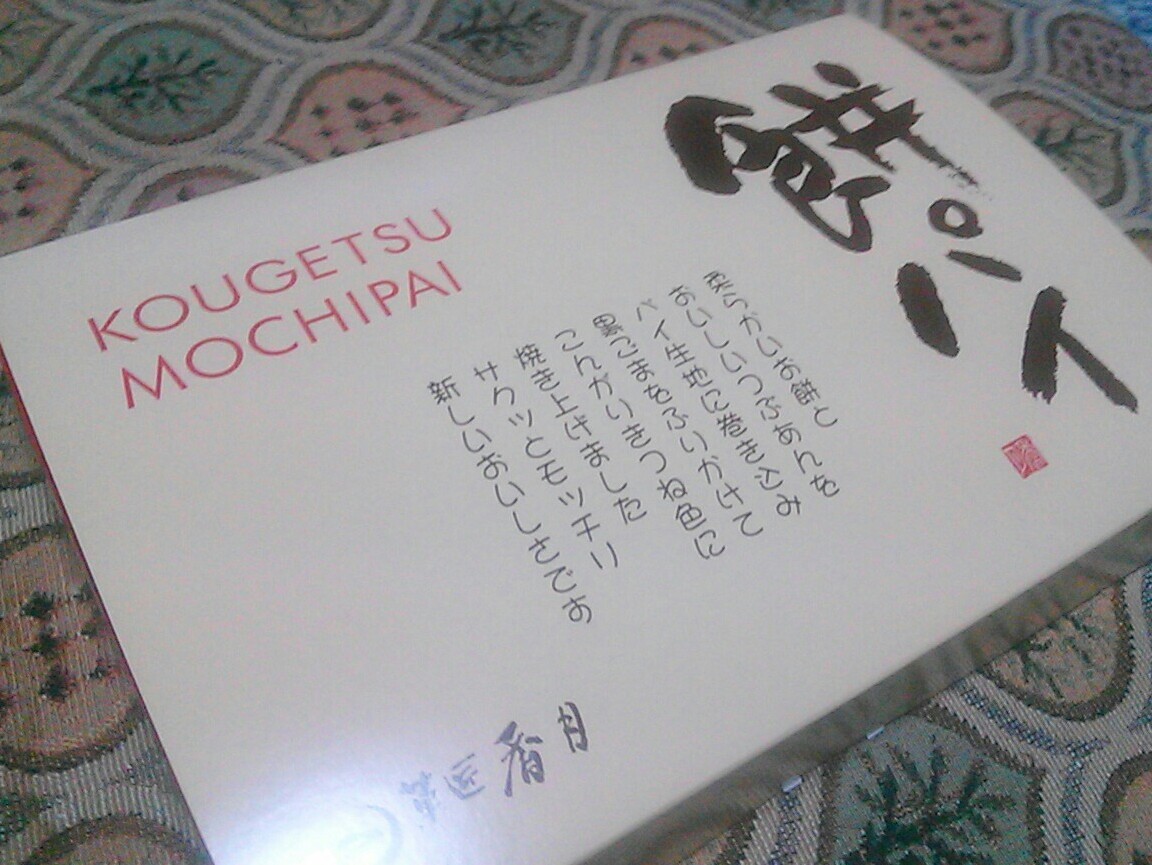 餅パイ
柔らかいお餅と
おいしいつぶあんを
パイ生地に巻き込み
黒ごまをふりかけて
こんがりきつね色に
焼き上げました
サクッとモッチリ
新しいおいしさです
KOUGETSU
MOCHIPAI
菓匠 香月